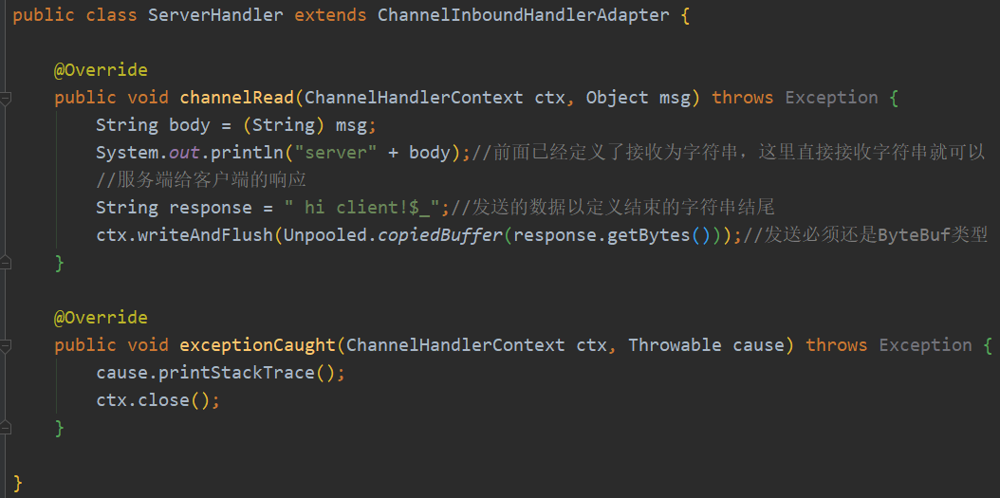 public class ServerHandler extends ChannelInboundHandlerAdapter {
@Override
public void channelRead(ChannelHandlerContext ctx, Object msg) throws Exception {
String body = (String) msg;
System.out.println("server" + body);//前面已经定义了接收为字符串，这里直接接收字符串就可以
//服务端给客户端的响应
String response = " hi client!$_";//发送的数据以定义结束的字符串结尾
ctx.writeAndFlush(Unpooled.copiedBuffer(response.getBytes()));//发送必须还是ByteBuf类型
}
@Override
public void exceptionCaught(ChannelHandlerContext ctx, Throwable cause) throws Exception {
cause.printStackTrace();
ctx.close();
}
}